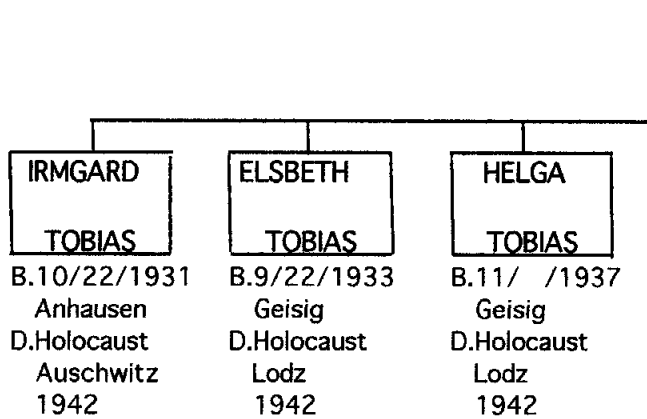 IRMGARD
TOBIAS
B.10/22/1931
Anhausen
D.Holocaust
Auschwitz
1942
ELSBETH
TOBIAS
B.9/22/1933
Geisig
D.Holocaust
Lodz
1942
HELGA
TOBIAS
B.11/ /1937
Geisig
D.Holocaust
Lodz
1942